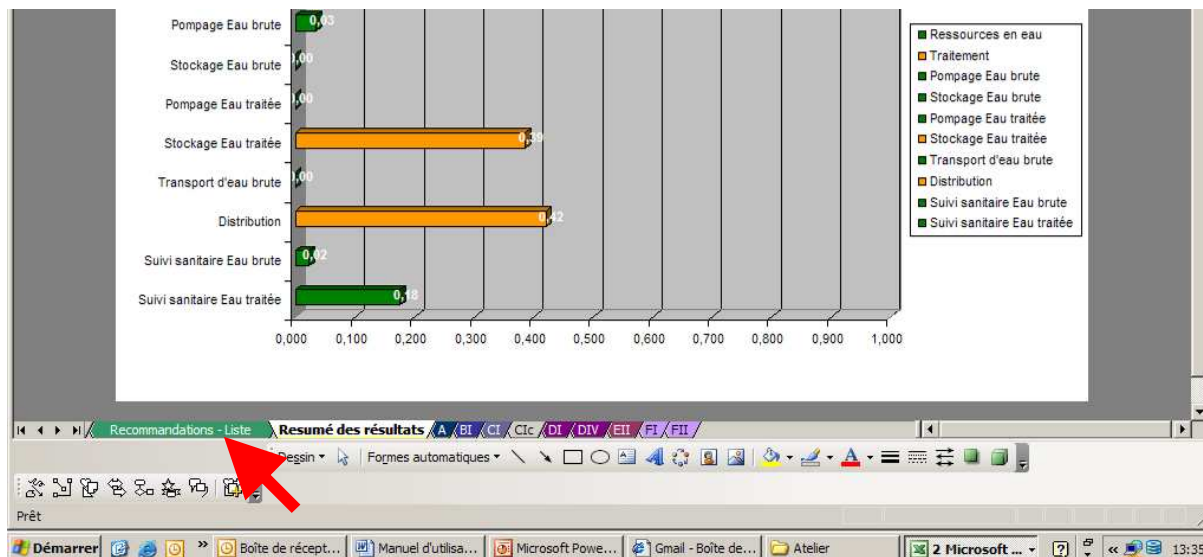 Pompage Eau brute 0,03
Stockage Eau brute 0,00
Pompage Eau traitée 0,00
Stockage Eau traitée 0,39
Transport d'eau brute 0,00
Distribution 0,42
Suivi sanitaire Eau brute 0,02
Suivi sanitaire Eau traitée 0,18
0,000 0,100 0,200 0,300 0,400 0,500 0,600 0,700 0,800 0,900 1,000
Ressources en eau
Traitement
Pompage Eau brute
Stockage Eau brute
Pompage Eau traitée
Stockage Eau traitée
Transport d'eau brute
Distribution
Suivi sanitaire Eau brute
Suivi sanitaire Eau traitée
Recommandations - Liste Resumé des résultats A BI CI CIc DI DIV EII FI FII
Dessin Formes automatiques
Prêt
Démarrer Boîte de récept... Manuel d'utilisa... Microsoft Powe... Gmail - Boîte de... Atelier 2 Microsoft ...